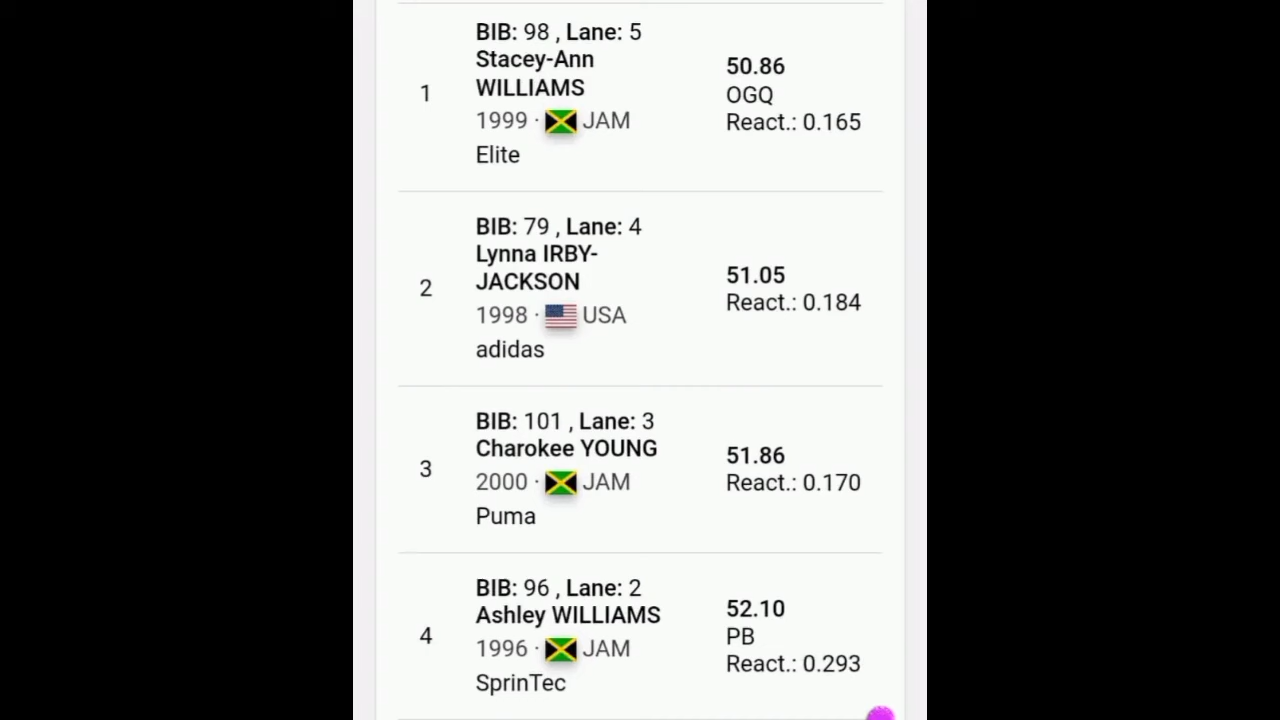 1
BIB: 98 , Lane: 5
Stacey-Ann
WILLIAMS
1999 · JAM
Elite
50.86
OGQ
React.: 0.165
2
BIB: 79 , Lane: 4
Lynna IRBY-
JACKSON
1998 · USA
adidas
51.05
React.: 0.184
3
BIB: 101 , Lane: 3
Charokee YOUNG
2000 · JAM
Puma
51.86
React.: 0.170
4
BIB: 96 , Lane: 2
Ashley WILLIAMS
1996 · JAM
SprinTec
52.10
PB
React.: 0.293